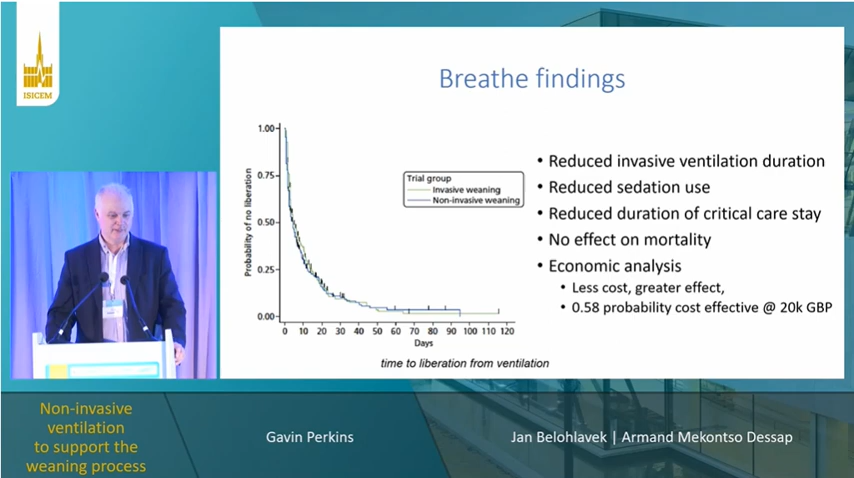 ISICEM
Breathe findings
1.00
0.75
0.50
0.25
0.00
Probability of no liberation
0 10 20 30 40 50 60 70 80 90 100 110 120
Days
Trial group
Invasive weaning
Non-invasive weaning
time to liberation from ventilation
• Reduced invasive ventilation duration
• Reduced sedation use
• Reduced duration of critical care stay
• No effect on mortality
• Economic analysis
• Less cost, greater effect,
• 0.58 probability cost effective @ 20k GBP
Non-invasive
ventilation
to support the
weaning process
Gavin Perkins
Jan Belohlavek | Armand Mekontso Dessap